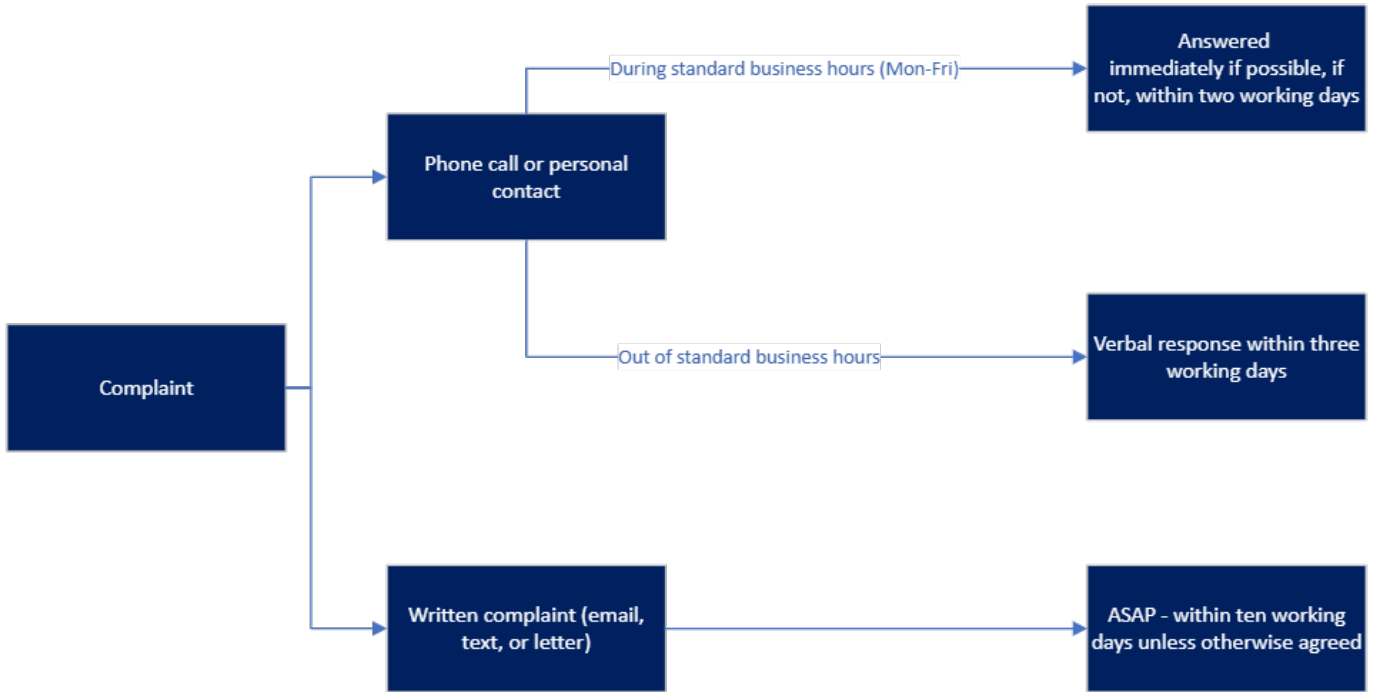 Answered
immediately if possible, if
not, within two working days
During standard business hours (Mon-Fri)
Phone call or personal
contact
Verbal response within three
working days
Out of standard business hours
Complaint
Written complaint (email,
text, or letter)
ASAP - within ten working
days unless otherwise agreed